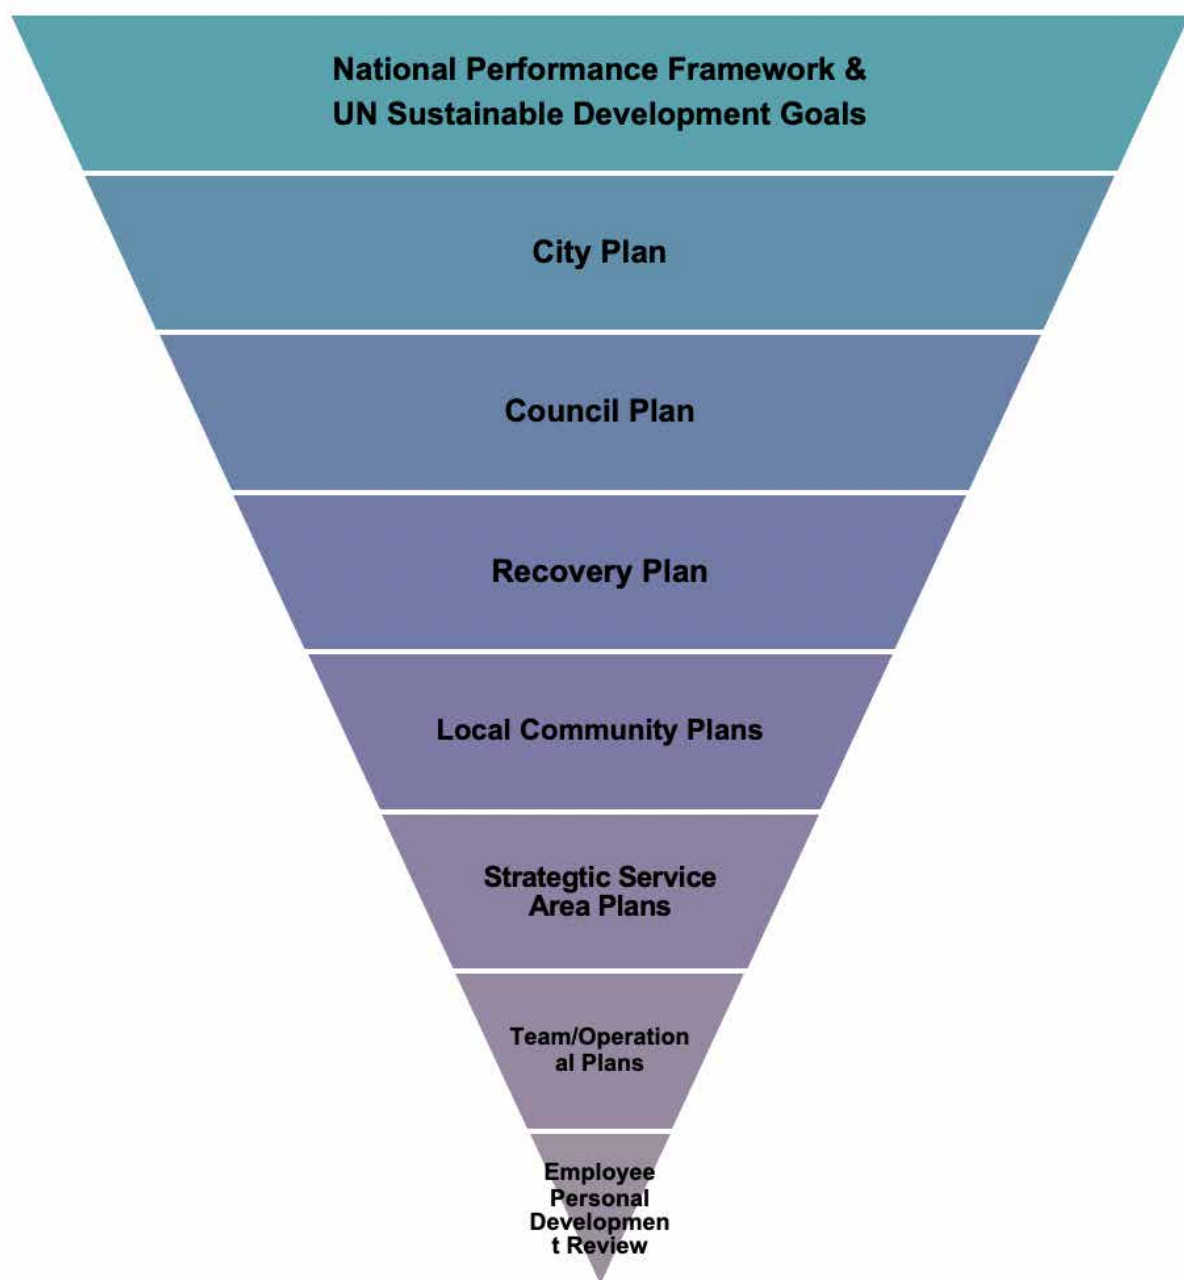 National Performance Framework &
UN Sustainable Development Goals
City Plan
Council Plan
Recovery Plan
Local Community Plans
Strategtic Service
Area Plans
Team/Operation
al Plans
Employee
Personal
Developmen
t Review